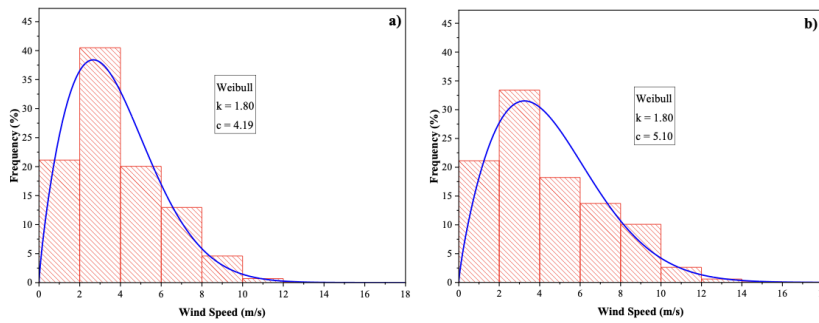 a)
45
40
35
30
25
20
15
10
5
0
Frequency (%)
Weibull
k = 1.80
c = 4.19
0 2 4 6 8 10 12 14 16 18
Wind Speed (m/s)
b)
45
40
35
30
25
20
15
10
5
0
Frequency (%)
Weibull
k = 1.80
c = 5.10
0 2 4 6 8 10 12 14 16
Wind Speed (m/s)